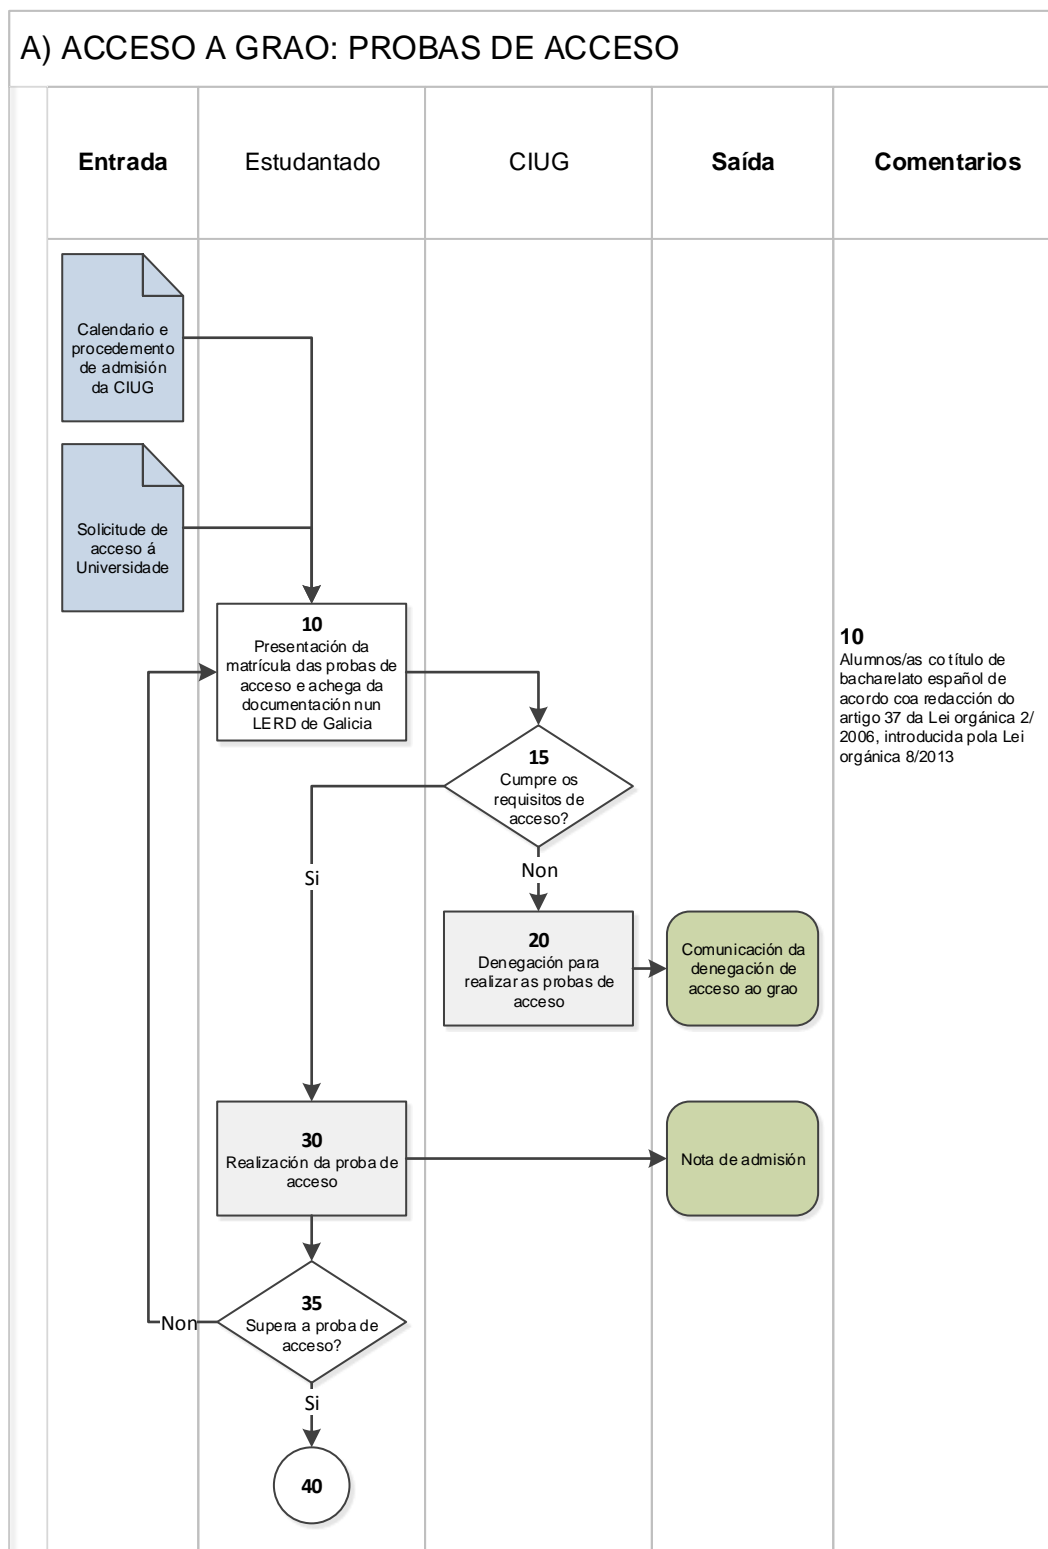 A) ACCESO A GRAO: PROBAS DE ACCESO
Entrada
Estudantado
CIUG
Saída
Comentarios
Calendario e
procedemento
de admisión
da CIUG
Solicitude de
acceso á
Universidade
10
Presentación da
matrícula das probas de
acceso e achega da
documentación nun
LERD de Galicia
10
Alumnos/as co título de
bacharelato español de
acordo coa redacción do
artigo 37 da Lei orgánica 2/
2006, introducida pola Lei
orgánica 8/2013
15
Cumpre os
requisitos de
acceso?
Si
Non
20
Denegación para
realizar as probas de
acceso
Comunicación da
denegación de
acceso ao grao
30
Realización da proba de
acceso
Nota de admisión
35
Supera a proba de
acceso?
Non
Si
40